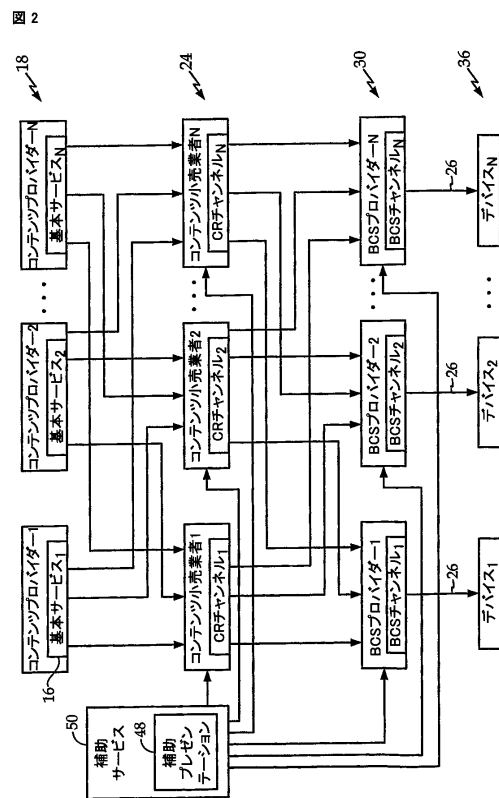 図 2
18
コンテンツプロバイダー1
基本サービス1
16
コンテンツプロバイダー2
基本サービス2
・・・
コンテンツプロバイダーN
基本サービスN
24
コンテンツ小売業者1
CRチャンネル1
コンテンツ小売業者2
CRチャンネル2
・・・
コンテンツ小売業者N
CRチャンネルN
50
補助
サービス
48
補助
プレゼン
テーション
30
BCSプロバイダー1
BCSチャンネル1
BCSプロバイダー2
BCSチャンネル2
・・・
BCSプロバイダーN
BCSチャンネルN
26
26
26
36
デバイス1
デバイス2
・・・
デバイスN